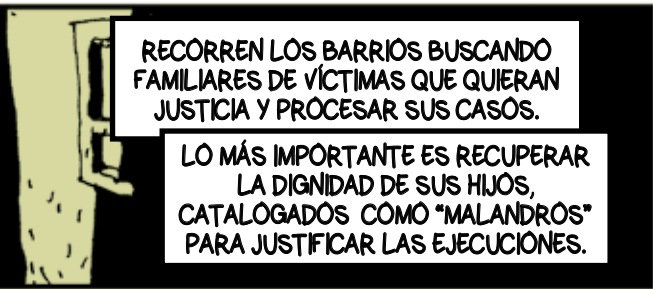 RECORREN LOS BARRIOS BUSCANDO
FAMILIARES DE VÍCTIMAS QUE QUIERAN
JUSTICIA Y PROCESAR SUS CASOS.
LO MÁS IMPORTANTE ES RECUPERAR
LA DIGNIDAD DE SUS HIJOS,
CATALOGADOS COMO “MALANDROS”
PARA JUSTIFICAR LAS EJECUCIONES.